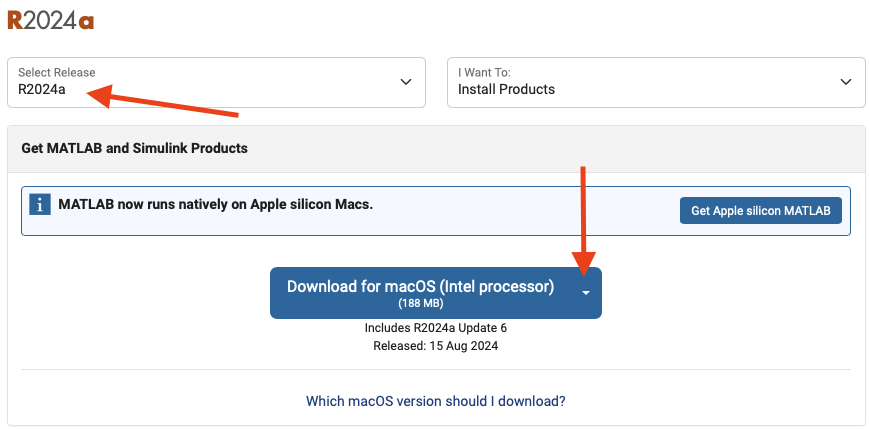 R2024a
Select Release
R2024a
I Want To:
Install Products
Get MATLAB and Simulink Products
i
MATLAB now runs natively on Apple silicon Macs.
Get Apple silicon MATLAB
Download for macOS (Intel processor)
(188 MB)
Includes R2024a Update 6
Released: 15 Aug 2024
Which macOS version should I download?